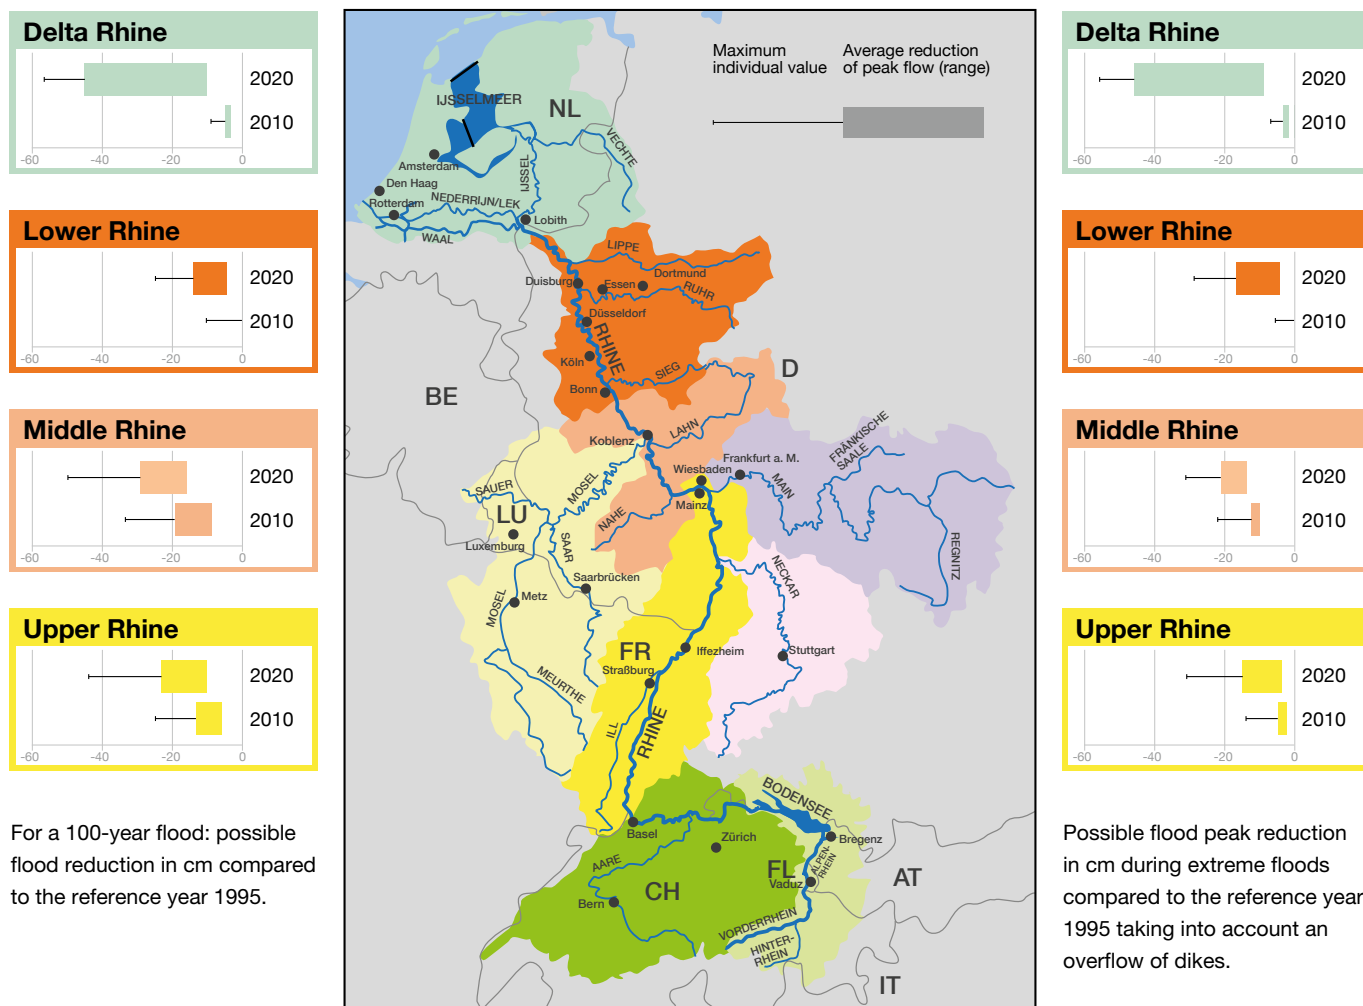 Delta Rhine
2020
2010
-60
-40
-20
0
Lower Rhine
2020
2010
-60
-40
-20
0
Middle Rhine
2020
2010
-60
-40
-20
0
Upper Rhine
2020
2010
-60
-40
-20
0
For a 100-year flood: possible
flood reduction in cm compared
to the reference year 1995.
Maximum
individual value
Average reduction
of peak flow (range)
IJSSELMEER
NL
VECHTE
Amsterdam
IJSSEL
Den Haag
NEDERRIJN/LEK
Rotterdam
Lobith
WAAL
LIPPE
Duisburg
Essen
Dortmund
RUHR
Düsseldorf
RHINE
Köln
SIEG
D
Bonn
BE
LAHN
Koblenz
FRÄNKISCHE
SAALE
Frankfurt a. M.
Wiesbaden
MAIN
Mainz
MOSEL
SAUER
NAHE
LU
Luxemburg
SAAR
REGNITZ
NECKAR
Saarbrücken
MOSEL
Metz
FR
Iffezheim
Stuttgart
Straßburg
MEURTHE
ILL
RHINE
BODENSEE
Basel
Zürich
Bregenz
AARE
ALPEN-
RHEIN
FL
Vaduz
AT
CH
Bern
VORDERRHEIN
HINTER-
RHEIN
IT
Delta Rhine
2020
2010
-60
-40
-20
0
Lower Rhine
2020
2010
-60
-40
-20
0
Middle Rhine
2020
2010
-60
-40
-20
0
Upper Rhine
2020
2010
-60
-40
-20
0
Possible flood peak reduction
in cm during extreme floods
compared to the reference year
1995 taking into account an
overflow of dikes.